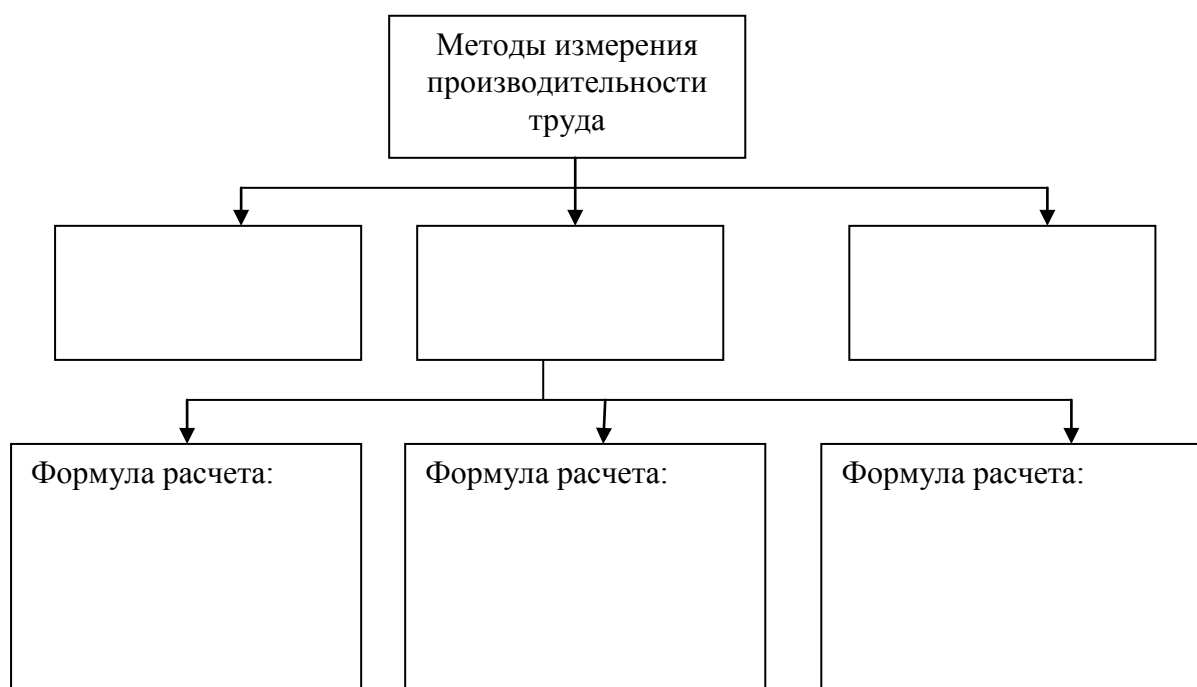 Методы измерения
производительности
труда
Формула расчета:
Формула расчета:
Формула расчета: